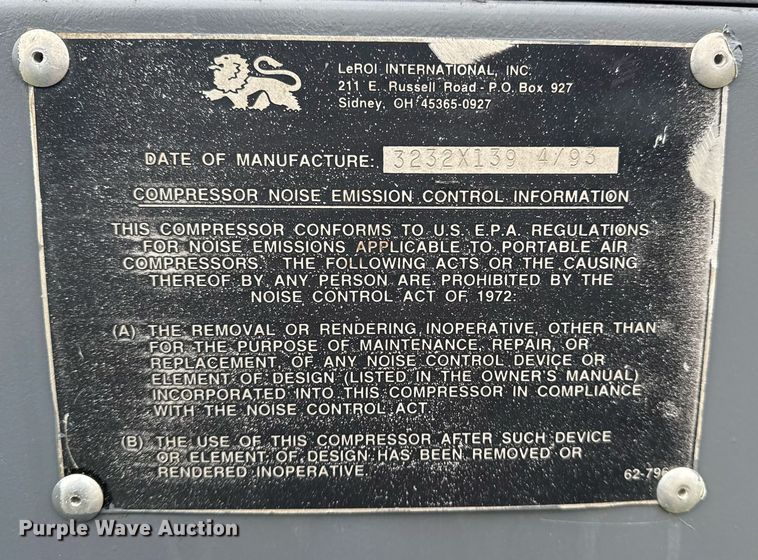 LeROI INTERNATIONAL, INC.
211 E. Russell Road - P.O. Box 927
Sidney, OH 45365-0927
DATE OF MANUFACTURE: 3232X139 4/93
COMPRESSOR NOISE EMISSION CONTROL INFORMATION
THIS COMPRESSOR CONFORMS TO U.S. E.P.A. REGULATIONS
FOR NOISE EMISSIONS APPLICABLE TO PORTABLE AIR
COMPRESSORS. THE FOLLOWING ACTS OR THE CAUSING
THEREOF BY ANY PERSON ARE PROHIBITED BY THE
NOISE CONTROL ACT OF 1972:
(A) THE REMOVAL OR RENDERING INOPERATIVE, OTHER THAN
FOR THE PURPOSE OF MAINTENANCE, REPAIR, OR
REPLACEMENT, OF ANY NOISE CONTROL DEVICE OR
ELEMENT OF DESIGN (LISTED IN THE OWNER'S MANUAL)
INCORPORATED INTO THIS COMPRESSOR IN COMPLIANCE
WITH THE NOISE CONTROL ACT
(B) THE USE OF THIS COMPRESSOR AFTER SUCH DEVICE
OR ELEMENT OF DESIGN HAS BEEN REMOVED OR
RENDERED INOPERATIVE.
Purple Wave Auction